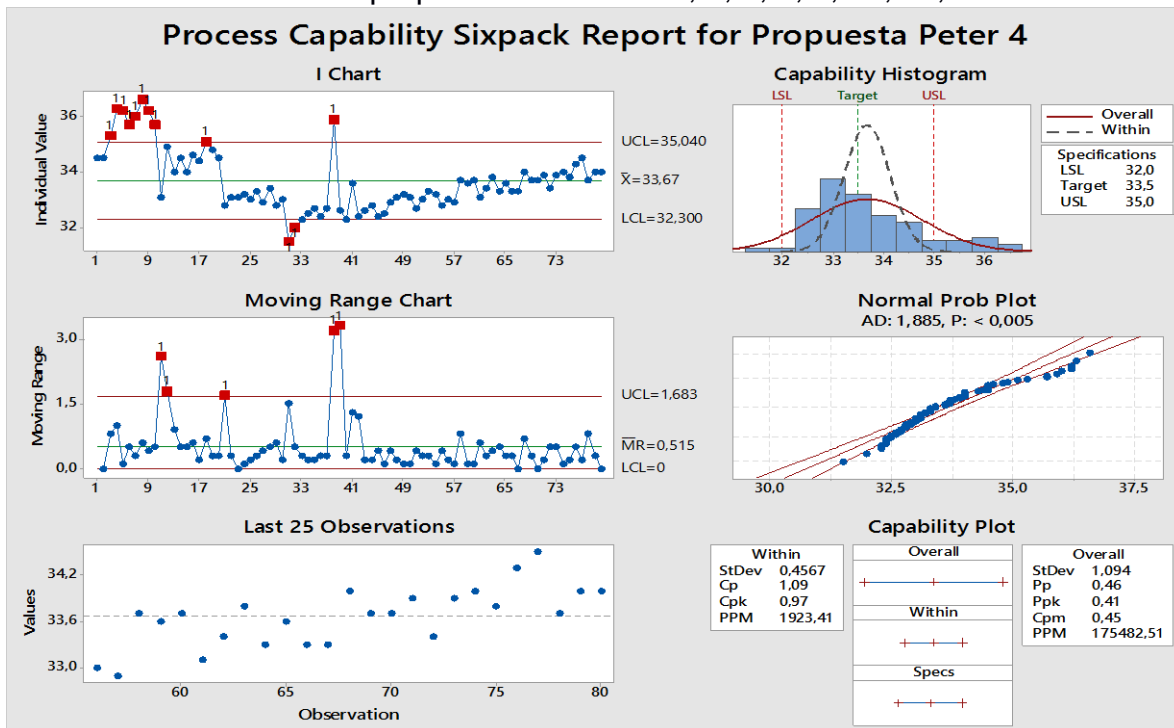 Process Capability Sixpack Report for Propuesta Peter 4
I Chart
Individual Value
36
34
32
1 1 1 1 1 1 1 1 1 1
1 1
UCL=35,040
X=33,67
LCL=32,300
1 9 17 25 33 41 49 57 65 73
Moving Range Chart
Moving Range
3.0
1.5
0,0
1 1 1 1 1
UCL=1,683
MR=0,515
LCL=0
1 9 17 25 33 41 49 57 65 73
Last 25 Observations
Values
34,2
33,6
33,0
60 65 70 75 80
Observation
Capability Histogram
LSL Target USL
32 33 34 35 36
Overall
Within
Specifications
LSL 32,0
Target 33,5
USL 35,0
Normal Prob Plot
AD: 1,885, P: < 0,005
30,0 32,5 35,0 37,5
Capability Plot
Within
StDev 0,4567
Cp 1,09
Cpk 0,97
PPM 1923,41
Overall
Within
Specs
Overall
StDev 1,094
Pp 0,46
Ppk 0,41
Cpm 0,45
PPM 175482,51